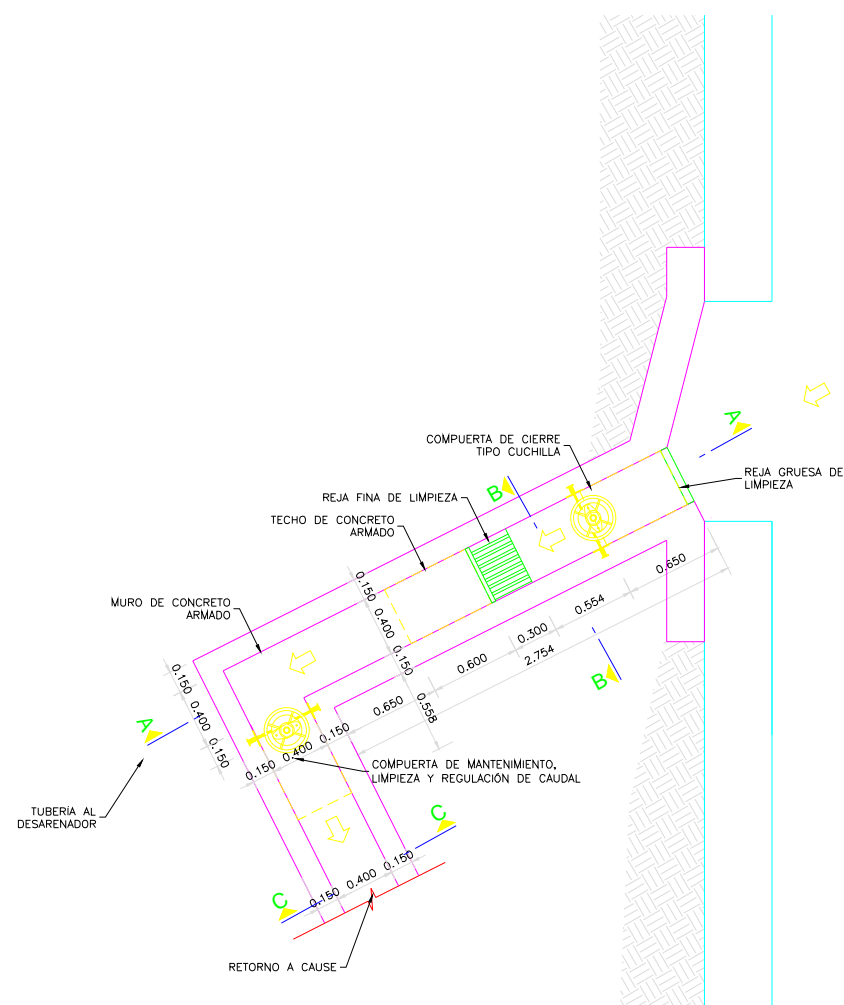 A
COMPUERTA DE CIERRE
TIPO CUCHILLA
REJA GRUESA DE
LIMPIEZA
B
REJA FINA DE LIMPIEZA
TECHO DE CONCRETO
ARMADO
0.650
0.150
0.554
MURO DE CONCRETO
ARMADO
0.400
0.300
2.754
0.150
0.600
B
0.150
0.650
0.558
0.400
A
0.150
0.150
0.400
0.150
COMPUERTA DE MANTENIMIENTO,
LIMPIEZA Y REGULACIÓN DE CAUDAL
TUBERÍA AL
DESARENADOR
C
0.150
0.400
0.150
C
RETORNO A CAUSE